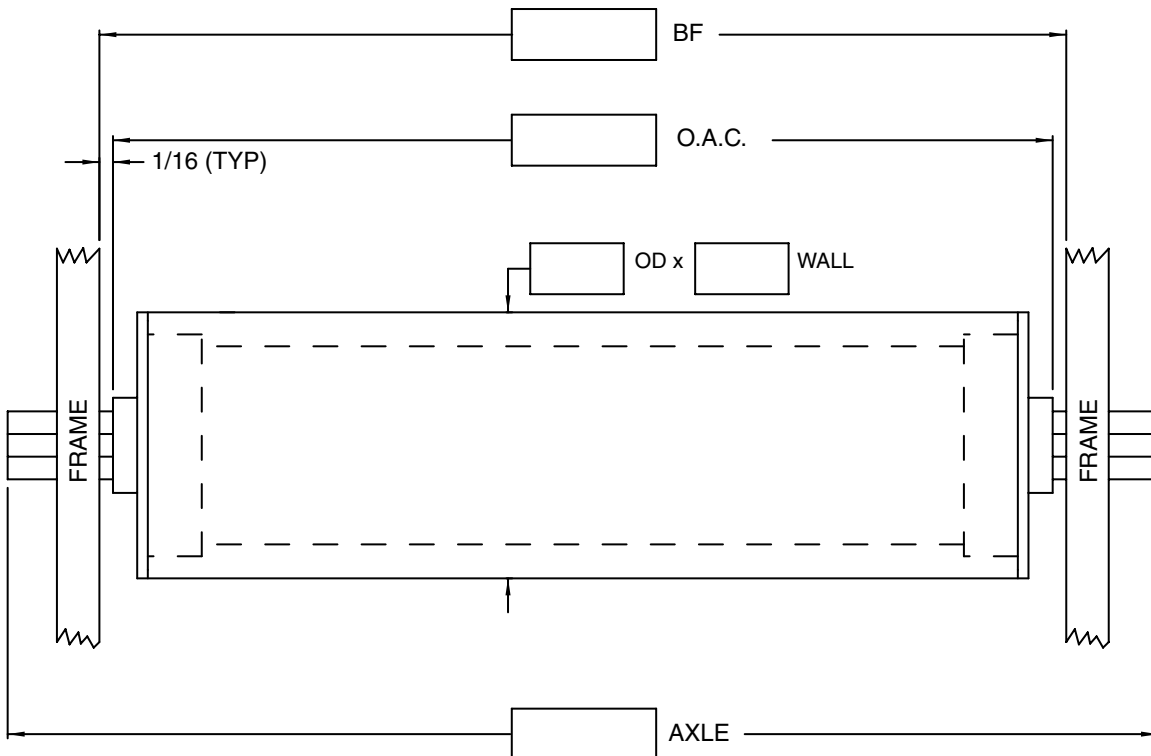 BF
O.A.C.
1/16 (TYP)
OD x WALL
FRAME
FRAME
AXLE